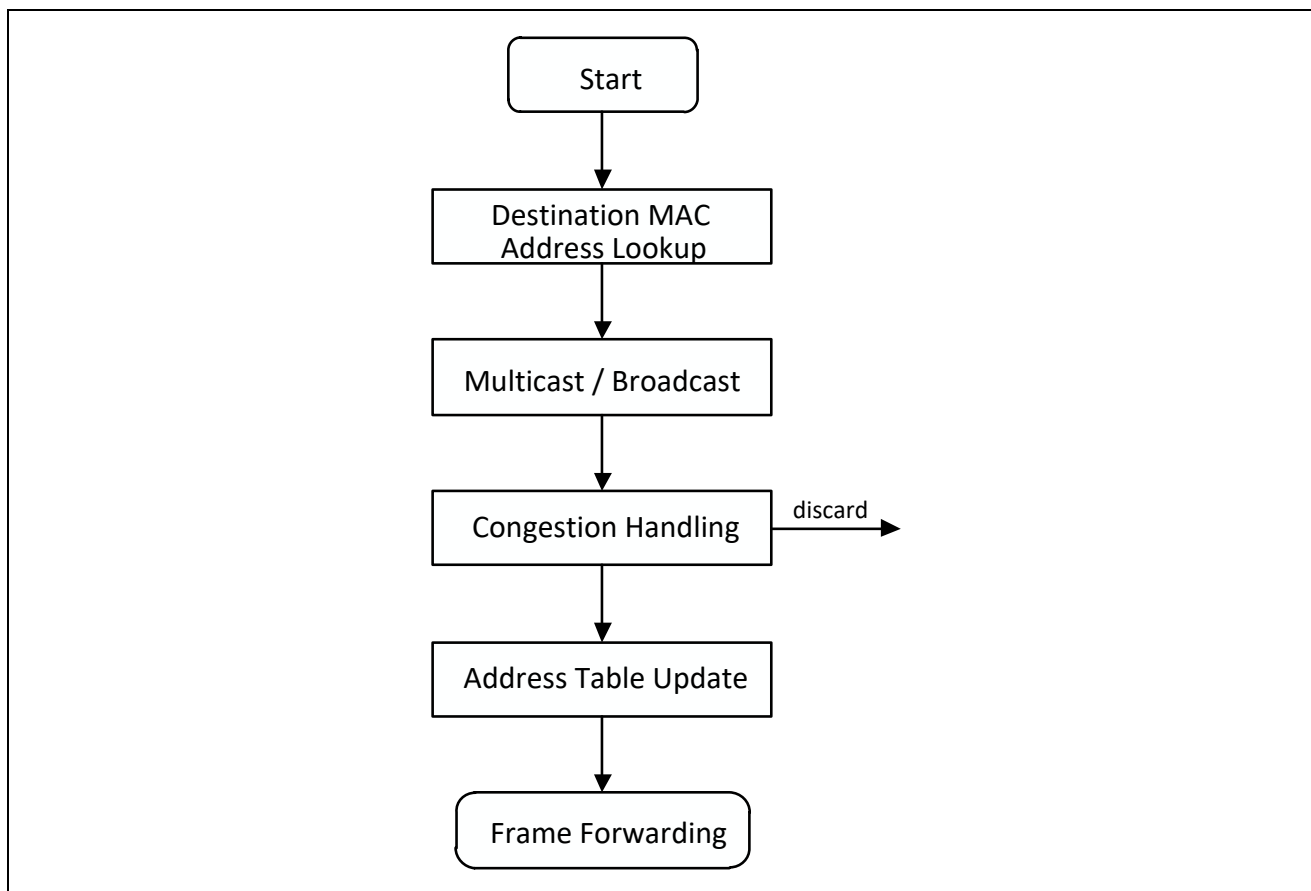 Start
Destination MAC
Address Lookup
Multicast / Broadcast
Congestion Handling
discard
Address Table Update
Frame Forwarding